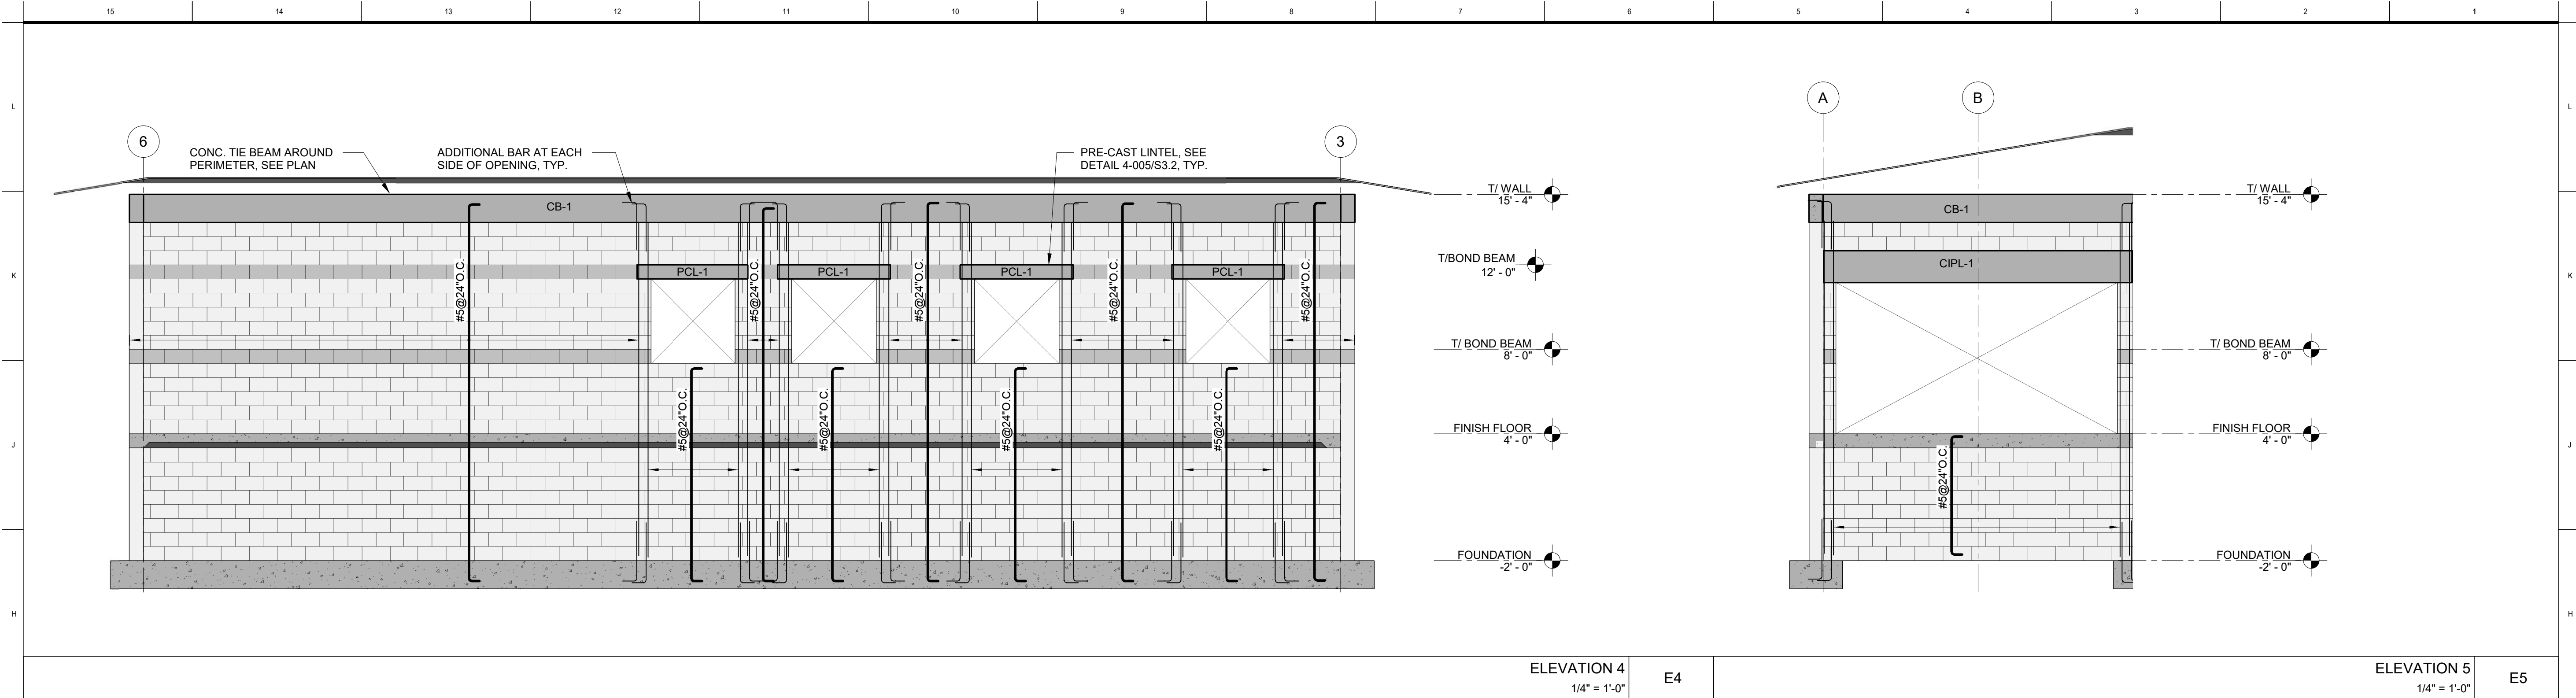 15 14 13 12 11 10 9 8 7 6 5 4 3 2 1
L
K
J
H
6
3
CONC. TIE BEAM AROUND
PERIMETER, SEE PLAN
ADDITIONAL BAR AT EACH
SIDE OF OPENING, TYP.
PRE-CAST LINTEL, SEE
DETAIL 4-005/S3.2, TYP.
CB-1
PCL-1 PCL-1 PCL-1 PCL-1
#5@24"O.C.
#5@24"O.C.
#5@24"O.C.
#5@24"O.C.
#5@24"O.C.
#5@24"O.C.
#5@24"O.C.
#5@24"O.C.
#5@24"O.C.
T/ WALL
15' - 4"
T/BOND BEAM
12' - 0"
T/ BOND BEAM
8' - 0"
FINISH FLOOR
4' - 0"
FOUNDATION
-2' - 0"
ELEVATION 4
1/4" = 1'-0"
E4
A
B
CB-1
CIPL-1
#5@24"O.C.
T/ WALL
15' - 4"
T/ BOND BEAM
8' - 0"
FINISH FLOOR
4' - 0"
FOUNDATION
-2' - 0"
ELEVATION 5
1/4" = 1'-0"
E5
L
K
J
H